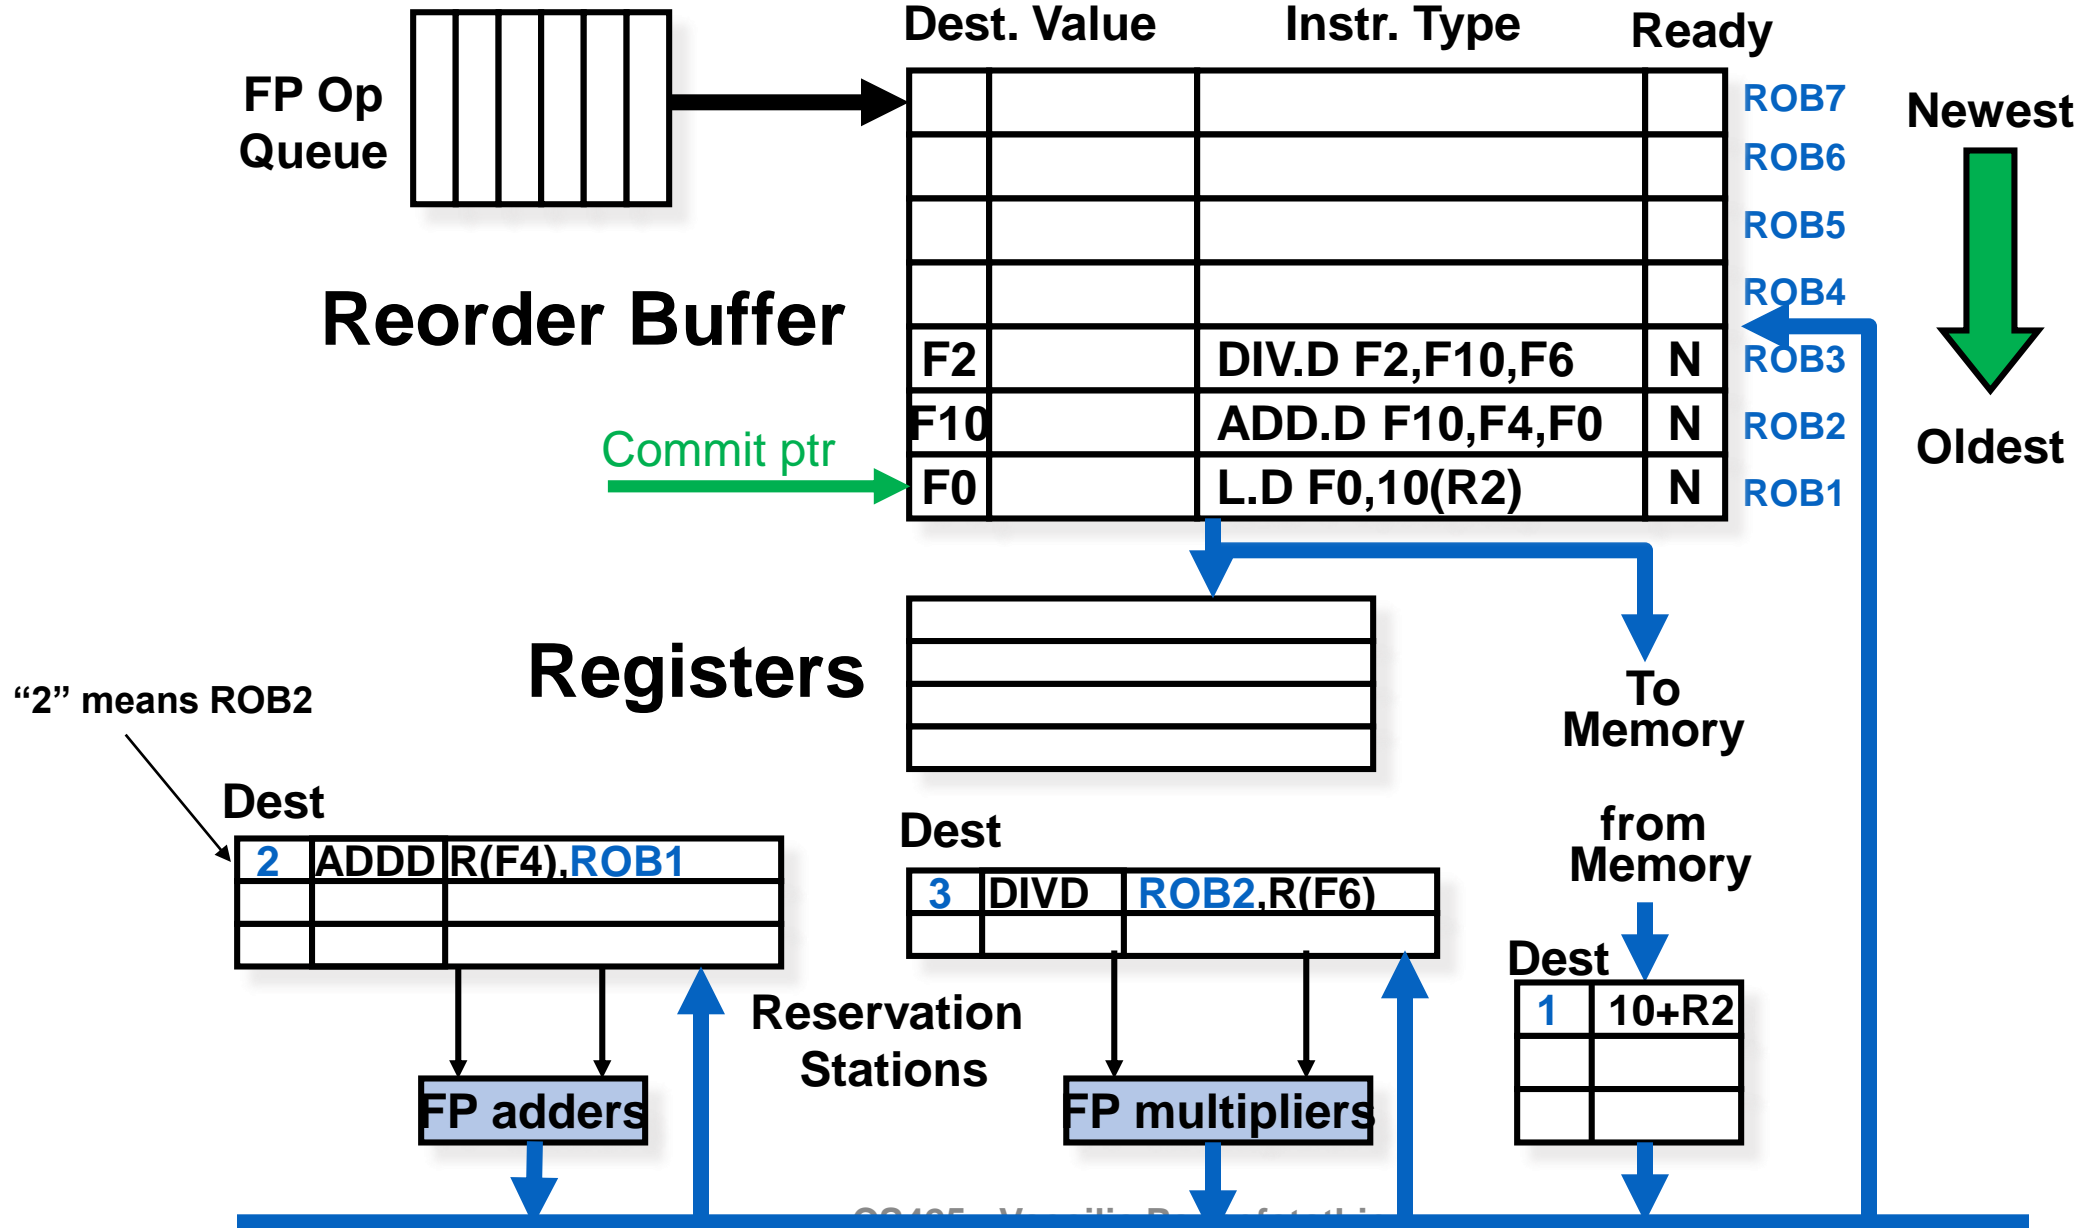 Dest. Value Instr. Type Ready
FP Op
Queue
ROB7
Newest
ROB6
ROB5
ROB4
Reorder Buffer
F2 DIV.D F2,F10,F6 N ROB3
F10 ADD.D F10,F4,F0 N ROB2
Oldest
Commit ptr
F0 L.D F0,10(R2) N ROB1
Registers
To
Memory
“2” means ROB2
Dest
2 ADDD R(F4),ROB1
Dest
3 DIVD ROB2,R(F6)
from
Memory
Dest
1 10+R2
Reservation
Stations
FP adders
FP multipliers